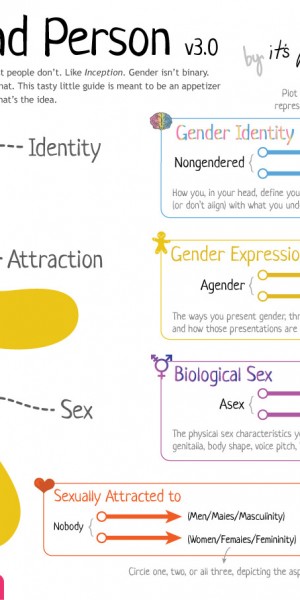 ad Person v3.0
by it's
t people don't. Like Inception. Gender isn't binary.
hat. This tasty little guide is meant to be an appetizer
hat's the idea.
Plot
repres
Identity
Gender Identity
Nongendered
How you, in your head, define you
(or don't align) with what you und
Attraction
Gender Expression
Agender
The ways you present gender, thr
and how those presentations are
Biological Sex
Asex
Sex
The physical sex characteristics y
genitalia, body shape, voice pitch,
Sexually Attracted to
Nobody
(Men/Males/Masculinity)
(Women/Females/Femininity)
Circle one, two, or all three, depicting the asp